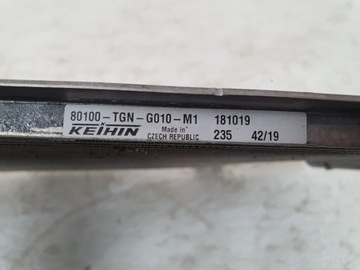 80100-TGN-G010-M1 181019
KEIHIN Made in CZECH REPUBLIC 235 42/19